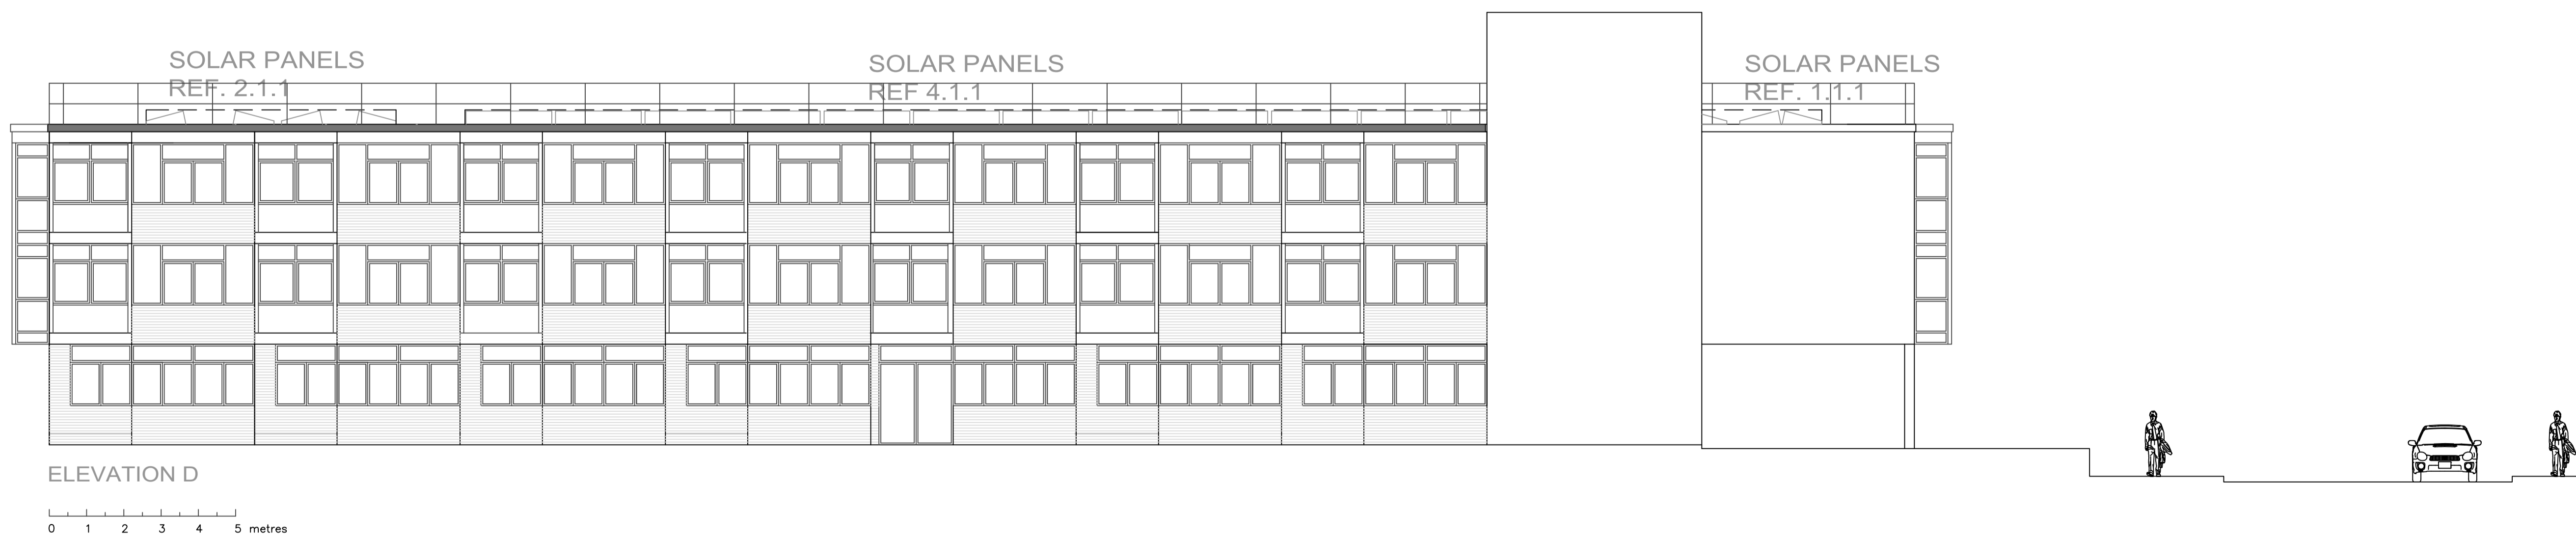 SOLAR PANELS
REF. 2.1.1
SOLAR PANELS
REF 4.1.1
SOLAR PANELS
REF. 1.1.1
ELEVATION D
0 1 2 3 4 5 metres